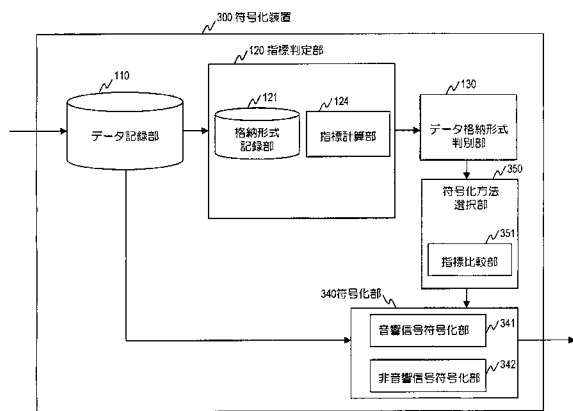 300 符号化装置
120 指標判定部
110
データ記録部
121
格納形式
記録部
124
指標計算部
130
データ格納形式
判別部
350
符号化方法
選択部
351
指標比較部
340符号化部
音響信号符号化部
341
非音響信号符号化部
342